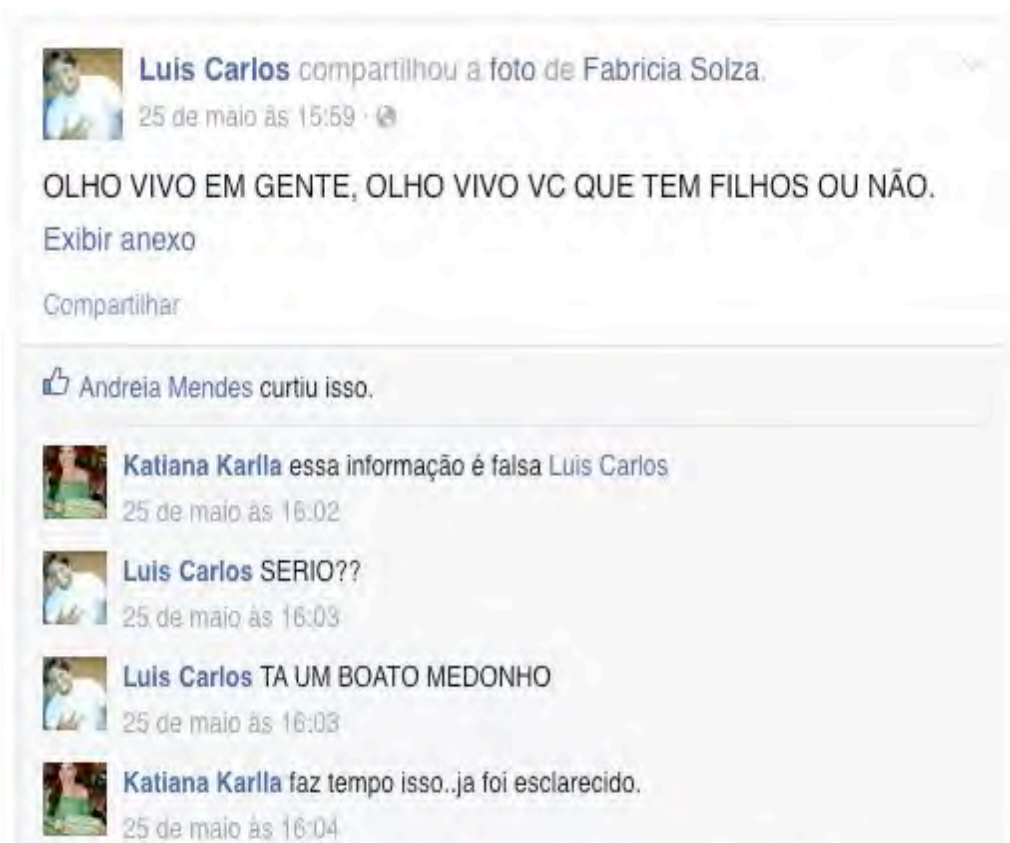 Luis Carlos compartilhou a foto de Fabricia Solza.
25 de maio às 15:59 ·
OLHO VIVO EM GENTE, OLHO VIVO VC QUE TEM FILHOS OU NÃO.
Exibir anexo
Compartilhar
Andreia Mendes curtiu isso.
Katiana Karlla essa informação é falsa Luis Carlos
25 de maio às 16:02
Luis Carlos SERIO??
25 de maio às 16:03
Luis Carlos TA UM BOATO MEDONHO
25 de maio às 16:03
Katiana Karlla faz tempo isso..ja foi esclarecido.
25 de maio às 16:04